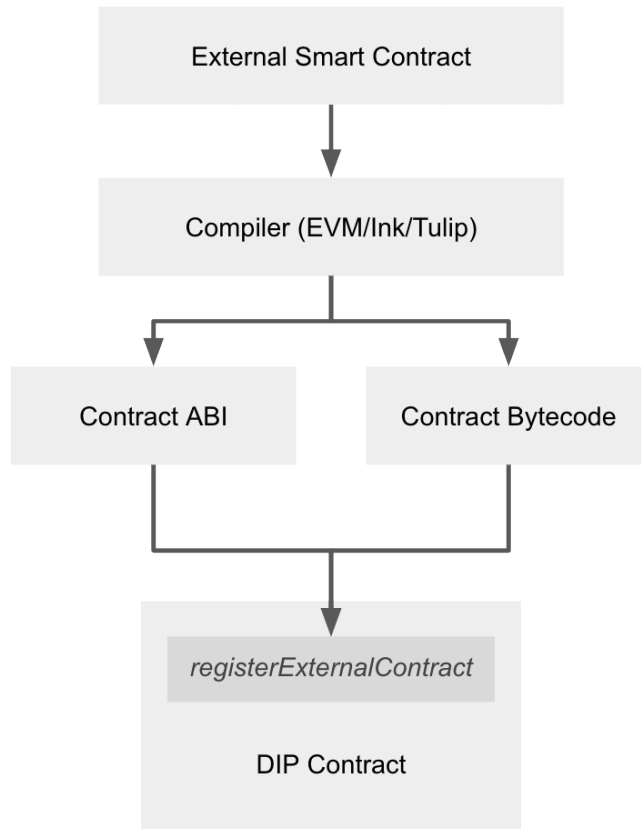 External Smart Contract
Compiler (EVM/Ink/Tulip)
Contract ABI
Contract Bytecode
registerExternalContract
DIP Contract